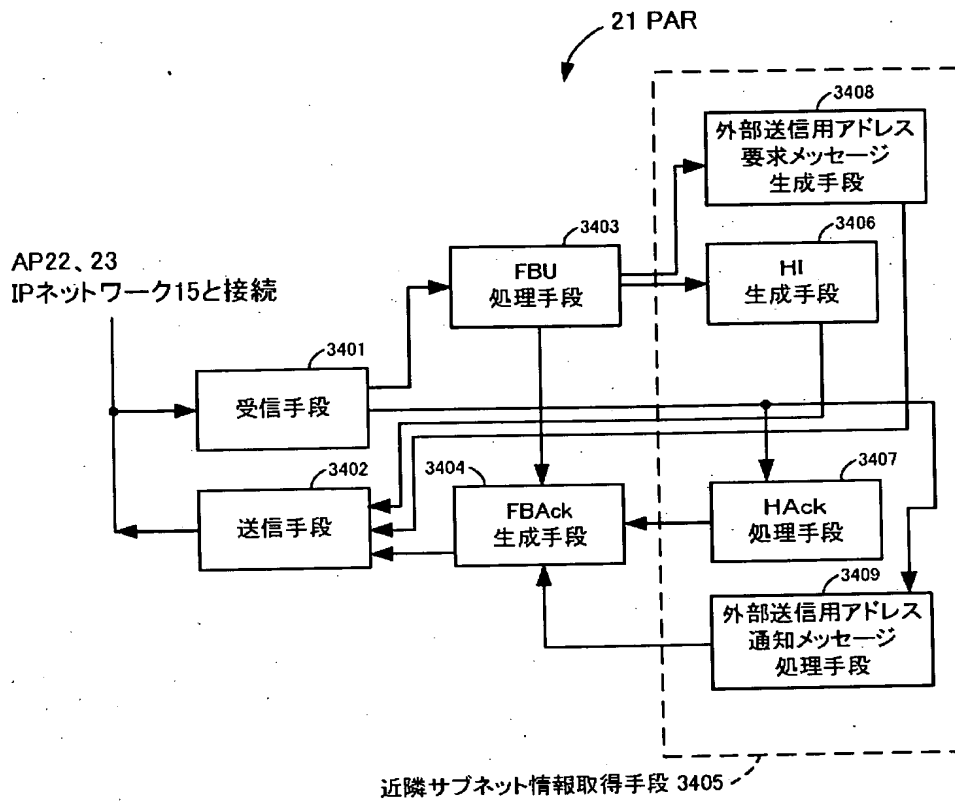 21 PAR
3408
外部送信用アドレス
要求メッセージ
生成手段
3403
FBU
処理手段
3406
HI
生成手段
AP22、23
IPネットワーク15と接続
3401
受信手段
3402
送信手段
3404
FBAck
生成手段
3407
HAck
処理手段
3409
外部送信用アドレス
通知メッセージ
処理手段
近隣サブネット情報取得手段 3405